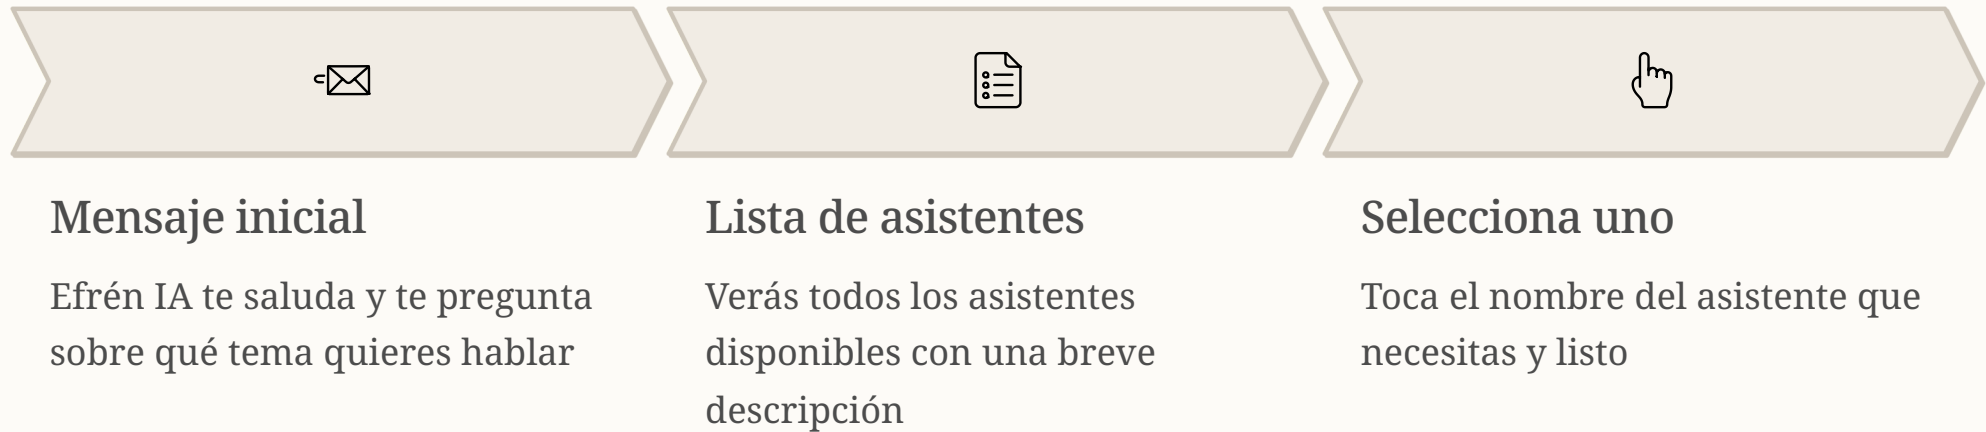 Mensaje inicial
Efrén IA te saluda y te pregunta
sobre qué tema quieres hablar
Lista de asistentes
Verás todos los asistentes
disponibles con una breve
descripción
Selecciona uno
Toca el nombre del asistente que
necesitas y listo